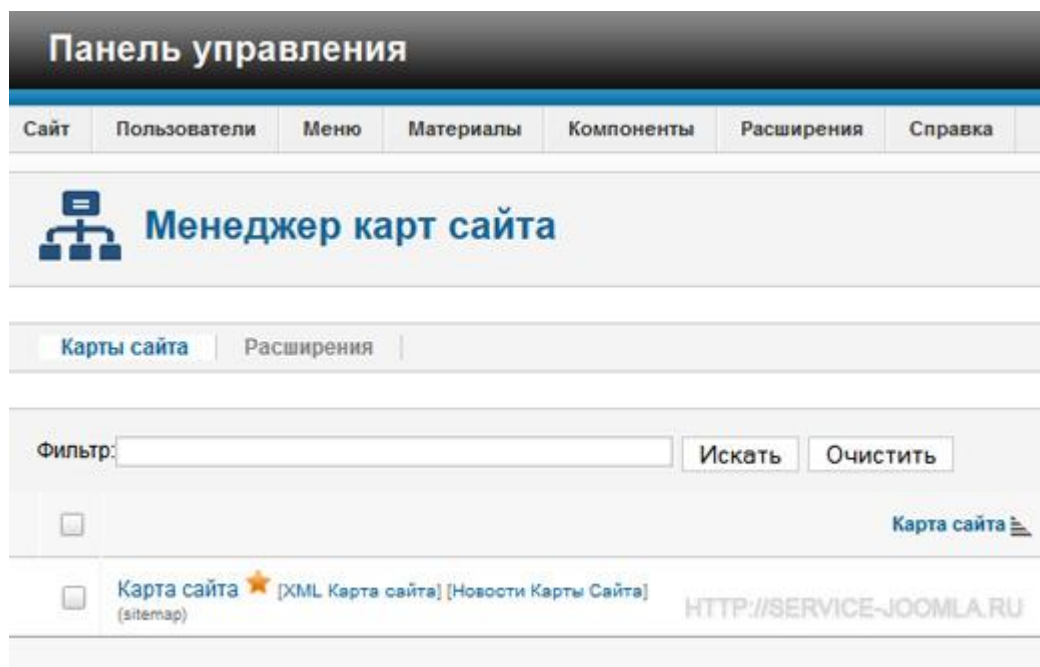 Панель управления
Сайт Пользователи Меню Материалы Компоненты Расширения Справка
Менеджер карт сайта
Карты сайта Расширения
Фильтр: Искать Очистить
Карта сайта
Карта сайта [XML Карта сайта] [Новости Карты Сайта]
(sitemap)
HTTP://SERVICE-JOOMLA.RU